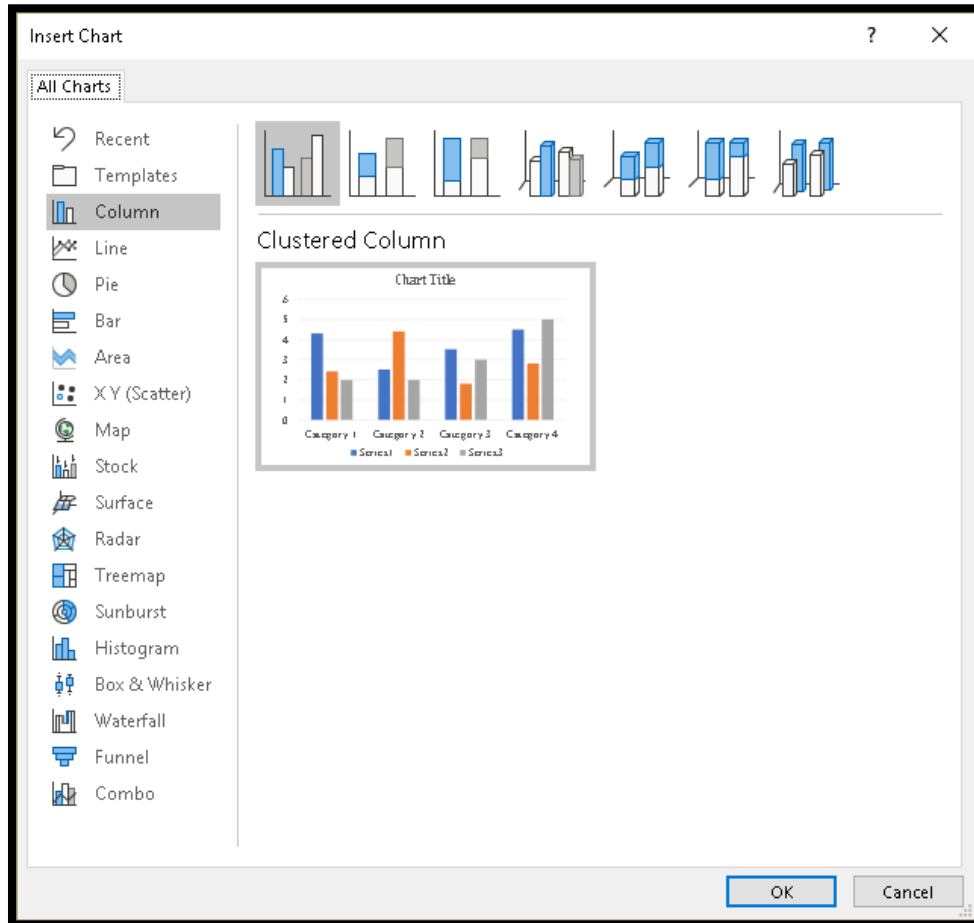 Insert Chart ? ×
All Charts
Recent
Templates
Column
Line
Pie
Bar
Area
X Y (Scatter)
Map
Stock
Surface
Radar
Treemap
Sunburst
Histogram
Box & Whisker
Waterfall
Funnel
Combo
Clustered Column
Chart Title
6
5
4
3
2
1
0
Category 1 Category 2 Category 3 Category 4
Series1 Series2 Series3
OK Cancel